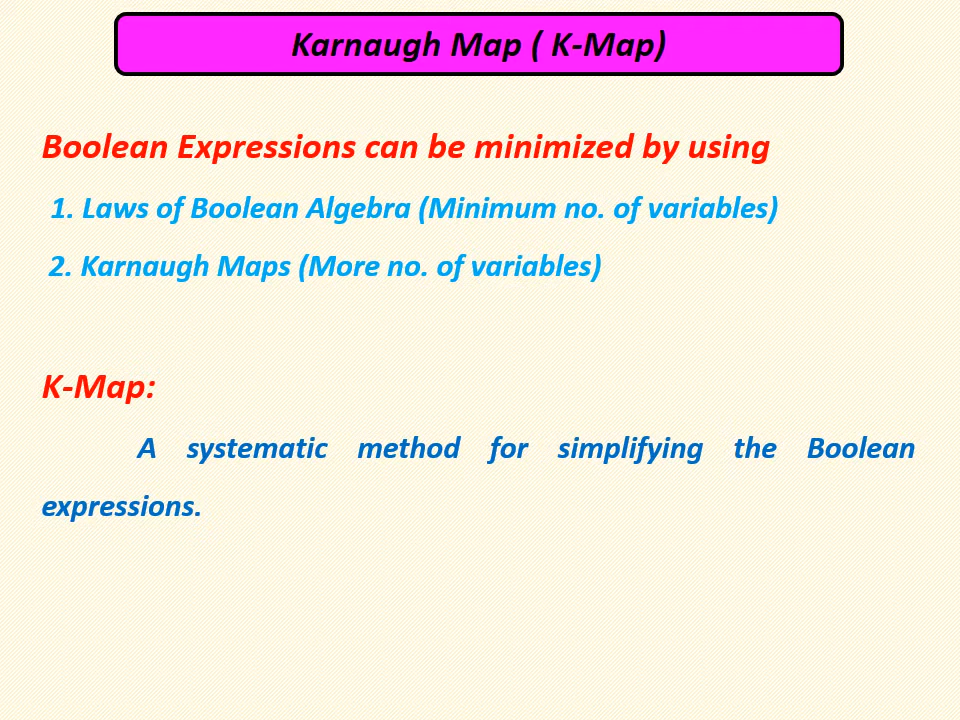 Karnaugh Map ( K-Map)
Boolean Expressions can be minimized by using
1. Laws of Boolean Algebra (Minimum no. of variables)
2. Karnaugh Maps (More no. of variables)
K-Map:
A systematic method for simplifying the Boolean
expressions.